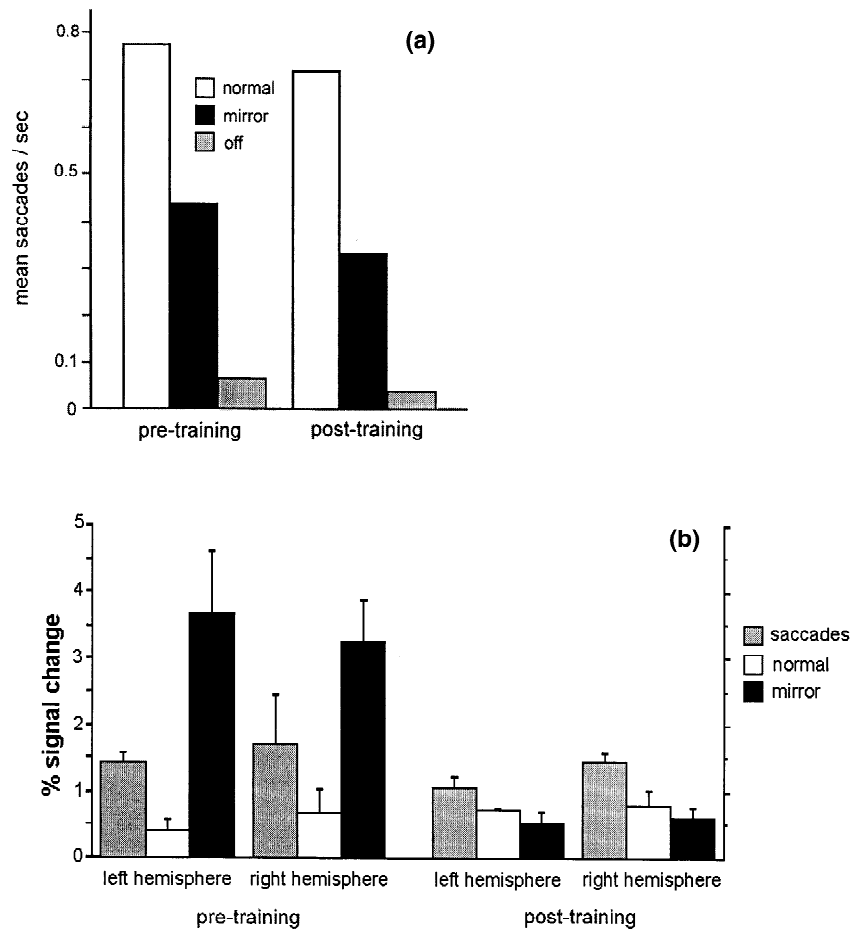 (a)
0.8
0.5
0.1
0
mean saccades / sec
normal
mirror
off
pre-training post-training
(b)
5
4
3
2
1
0
% signal change
saccades
normal
mirror
left hemisphere right hemisphere left hemisphere right hemisphere
pre-training post-training